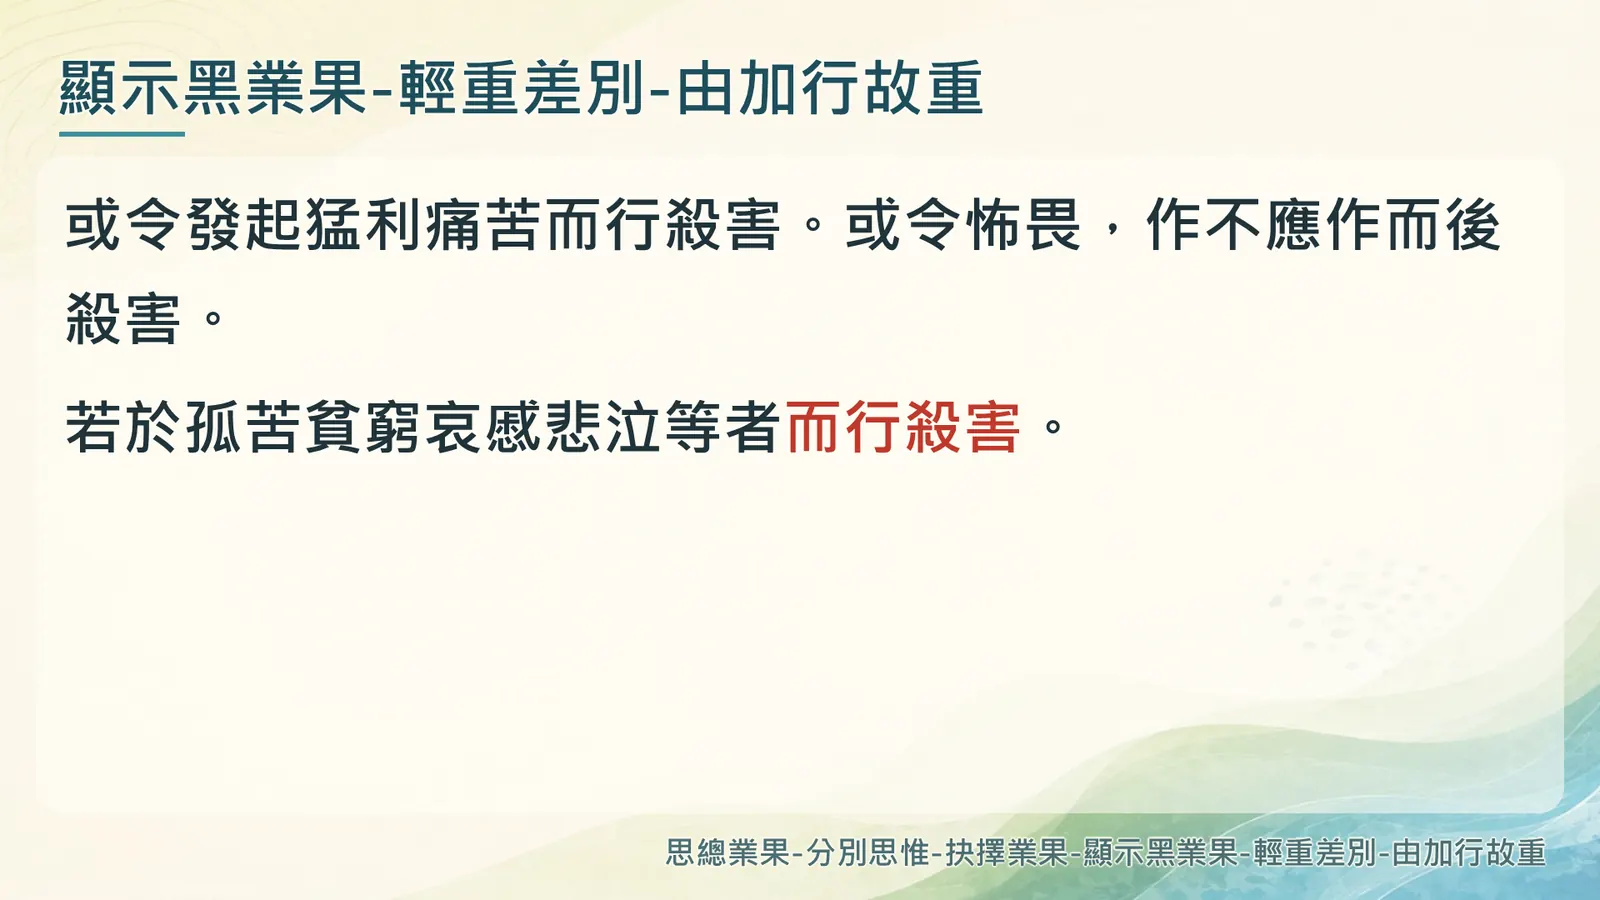 顯示黑業果-輕重差別-由加行故重
或令發起猛利痛苦而行殺害。或令怖畏，作不應作而後
殺害。
若於孤苦貧窮哀慼悲泣等者而行殺害。
思總業果-分別思惟-抉擇業果-顯示黑業果-輕重差別-由加行故重